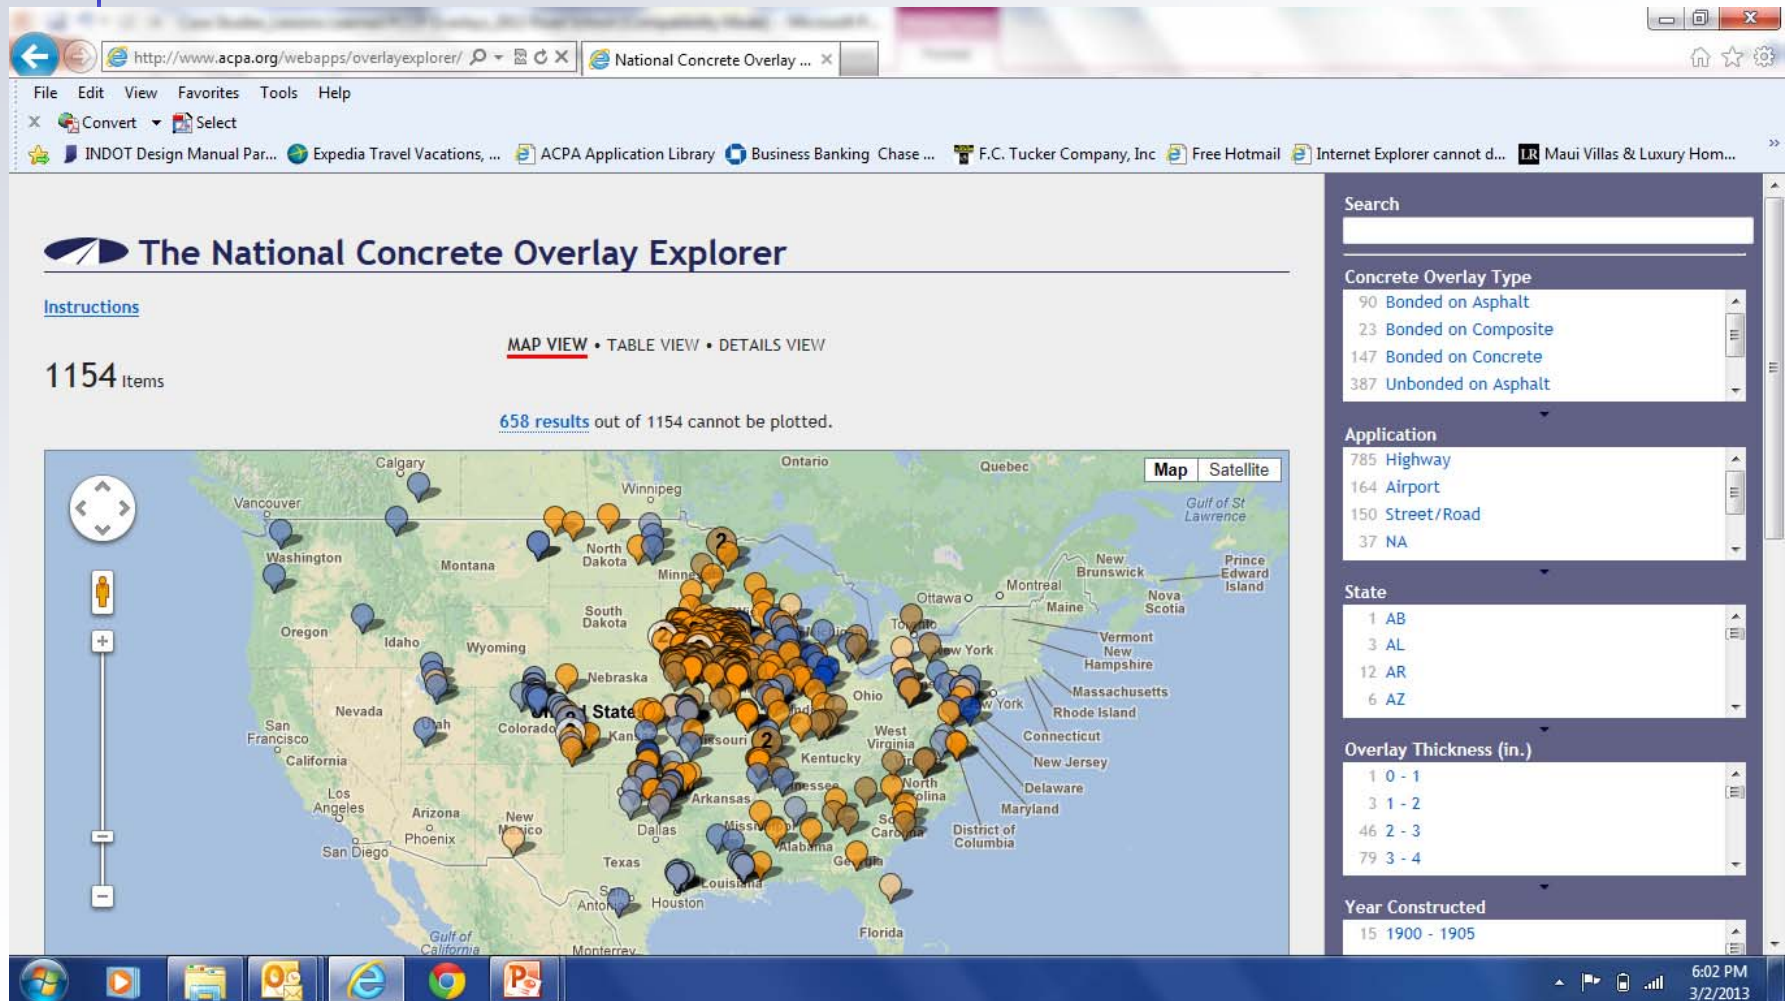 http://www.acpa.org/webapps/overlayexplorer/
National Concrete Overlay ...
File Edit View Favorites Tools Help
Convert Select
INDOT Design Manual Par... Expedia Travel Vacations, ... ACPA Application Library Business Banking Chase ... F.C. Tucker Company, Inc Free Hotmail Internet Explorer cannot d... LR Maui Villas & Luxury Hom...
The National Concrete Overlay Explorer
Instructions
MAP VIEW • TABLE VIEW • DETAILS VIEW
1154 Items
658 results out of 1154 cannot be plotted.
Map Satellite
Calgary
Ontario
Quebec
Vancouver
Winnipeg
Gulf of St
Lawrence
Washington
Montana
North
Dakota
New
Brunswick
Prince
Edward
Island
Montreal
Ottawa
Maine
Nova
Scotia
South
Dakota
Oregon
Idaho
Wyoming
Vermont
New
Hampshire
Nebraska
Massachusetts
Ohio
Rhode Island
Nevada
Utah
Colorado
San
Francisco
West
Virginia
Connecticut
California
Kentucky
New Jersey
Delaware
Maryland
Los
Angeles
Arizona
Phoenix
New
Arkansas
Dallas
District of
Columbia
San Diego
Alabama
Texas
Houston
Florida
Gulf of
California
Monterrey
2
2
2
Search
Concrete Overlay Type
90 Bonded on Asphalt
23 Bonded on Composite
147 Bonded on Concrete
387 Unbonded on Asphalt
Application
785 Highway
164 Airport
150 Street/Road
37 NA
State
1 AB
3 AL
12 AR
6 AZ
Overlay Thickness (in.)
1 0 - 1
3 1 - 2
46 2 - 3
79 3 - 4
Year Constructed
15 1900 - 1905
6:02 PM
3/2/2013